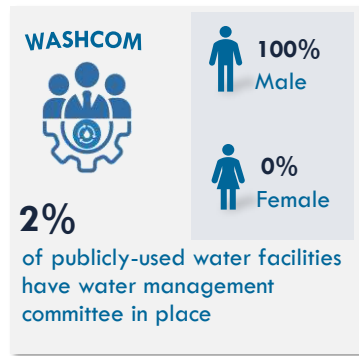 WASHCOM
100%
Male
0%
Female
2%
of publicly-used water facilities
have water management
committee in place